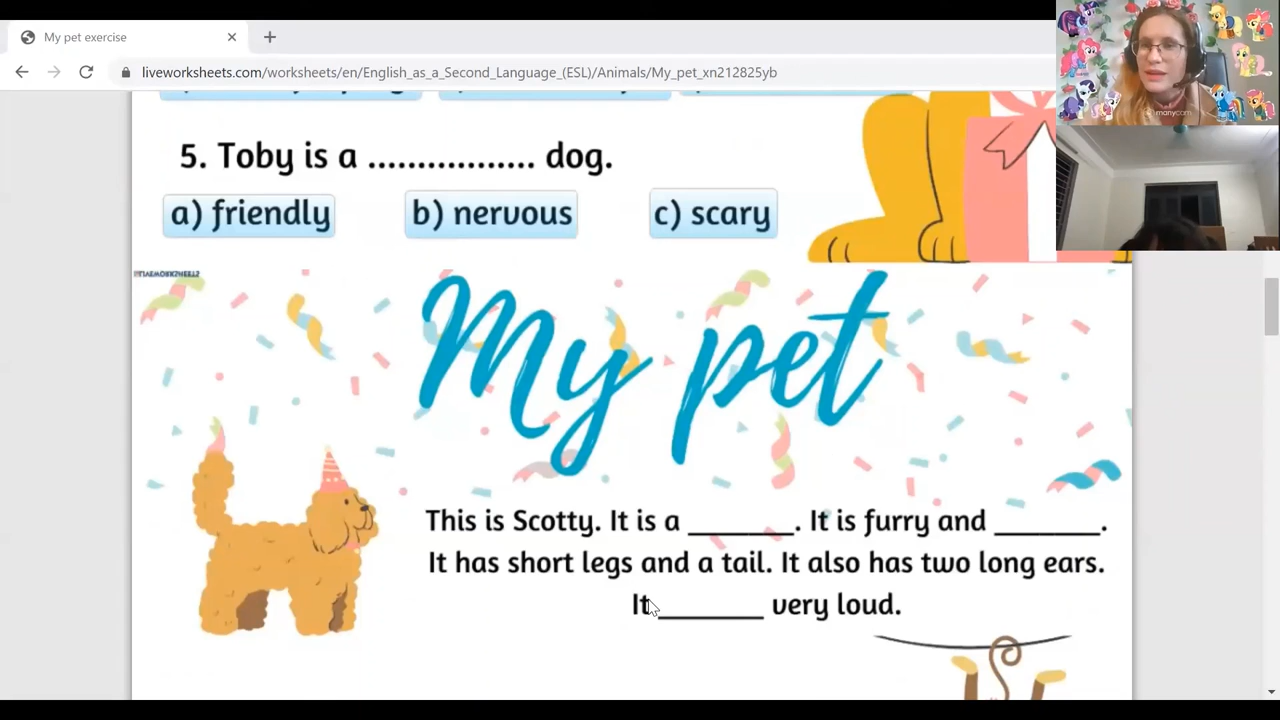 My pet exercise
liveworksheets.com/worksheets/en/English_as_a_Second_Language_(ESL)/Animals/My_pet_xn212825yb
5. Toby is a ................. dog.
a) friendly
b) nervous
c) scary
LIVEWORKSHEETS
My pet
This is Scotty. It is a _______. It is furry and _______.
It has short legs and a tail. It also has two long ears.
It _______ very loud.
manycam